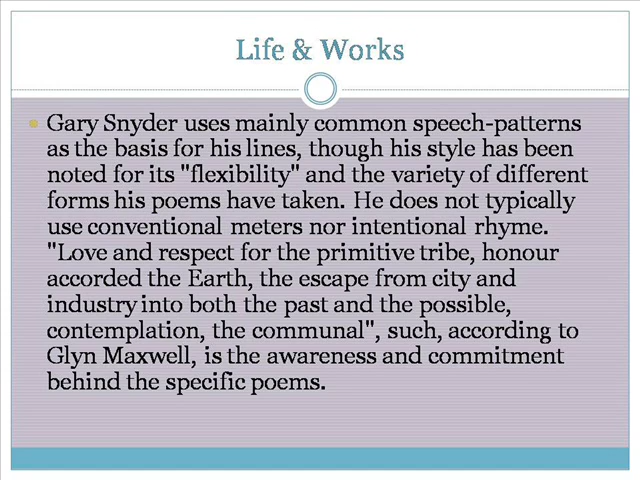 Life & Works
Gary Snyder uses mainly common speech-patterns
as the basis for his lines, though his style has been
noted for its "flexibility" and the variety of different
forms his poems have taken. He does not typically
use conventional meters nor intentional rhyme.
"Love and respect for the primitive tribe, honour
accorded the Earth, the escape from city and
industry into both the past and the possible,
contemplation, the communal", such, according to
Glyn Maxwell, is the awareness and commitment
behind the specific poems.